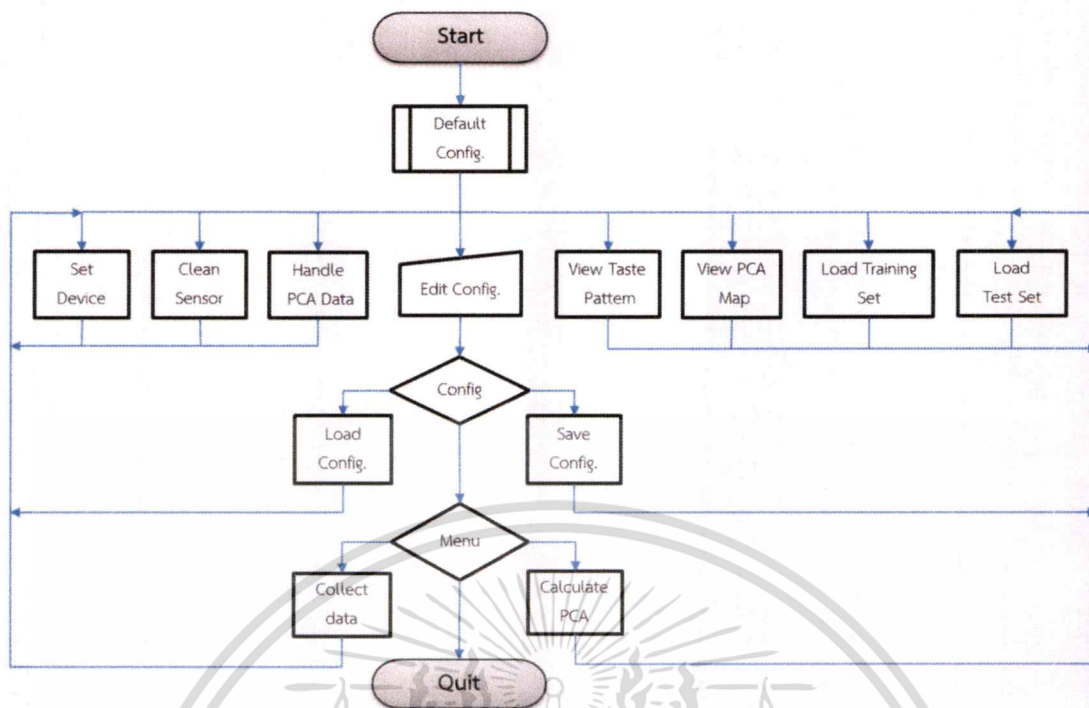 Start
Default
Config.
Set
Device
Clean
Sensor
Handle
PCA Data
Edit Config.
View Taste
Pattern
View PCA
Map
Load Training
Set
Load
Test Set
Config
Load
Config.
Save
Config.
Menu
Collect
data
Calculate
PCA
Quit